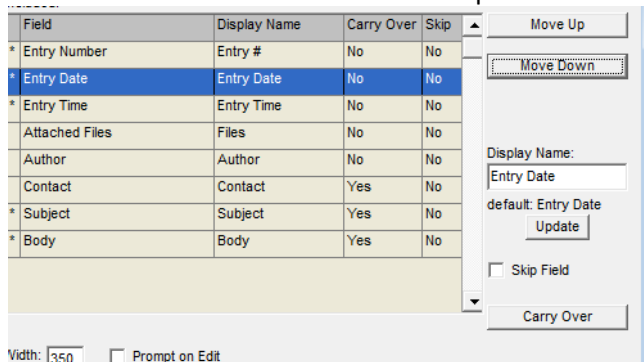 Field Display Name Carry Over Skip Move Up
* Entry Number Entry # No No
* Entry Date Entry Date No No Move Down
* Entry Time Entry Time No No
Attached Files Files No No
Author Author No No Display Name:
Contact Contact Yes No Entry Date
* Subject Subject Yes No default: Entry Date
Update
* Body Body Yes No
Skip Field
Carry Over
Width: 350 Prompt on Edit